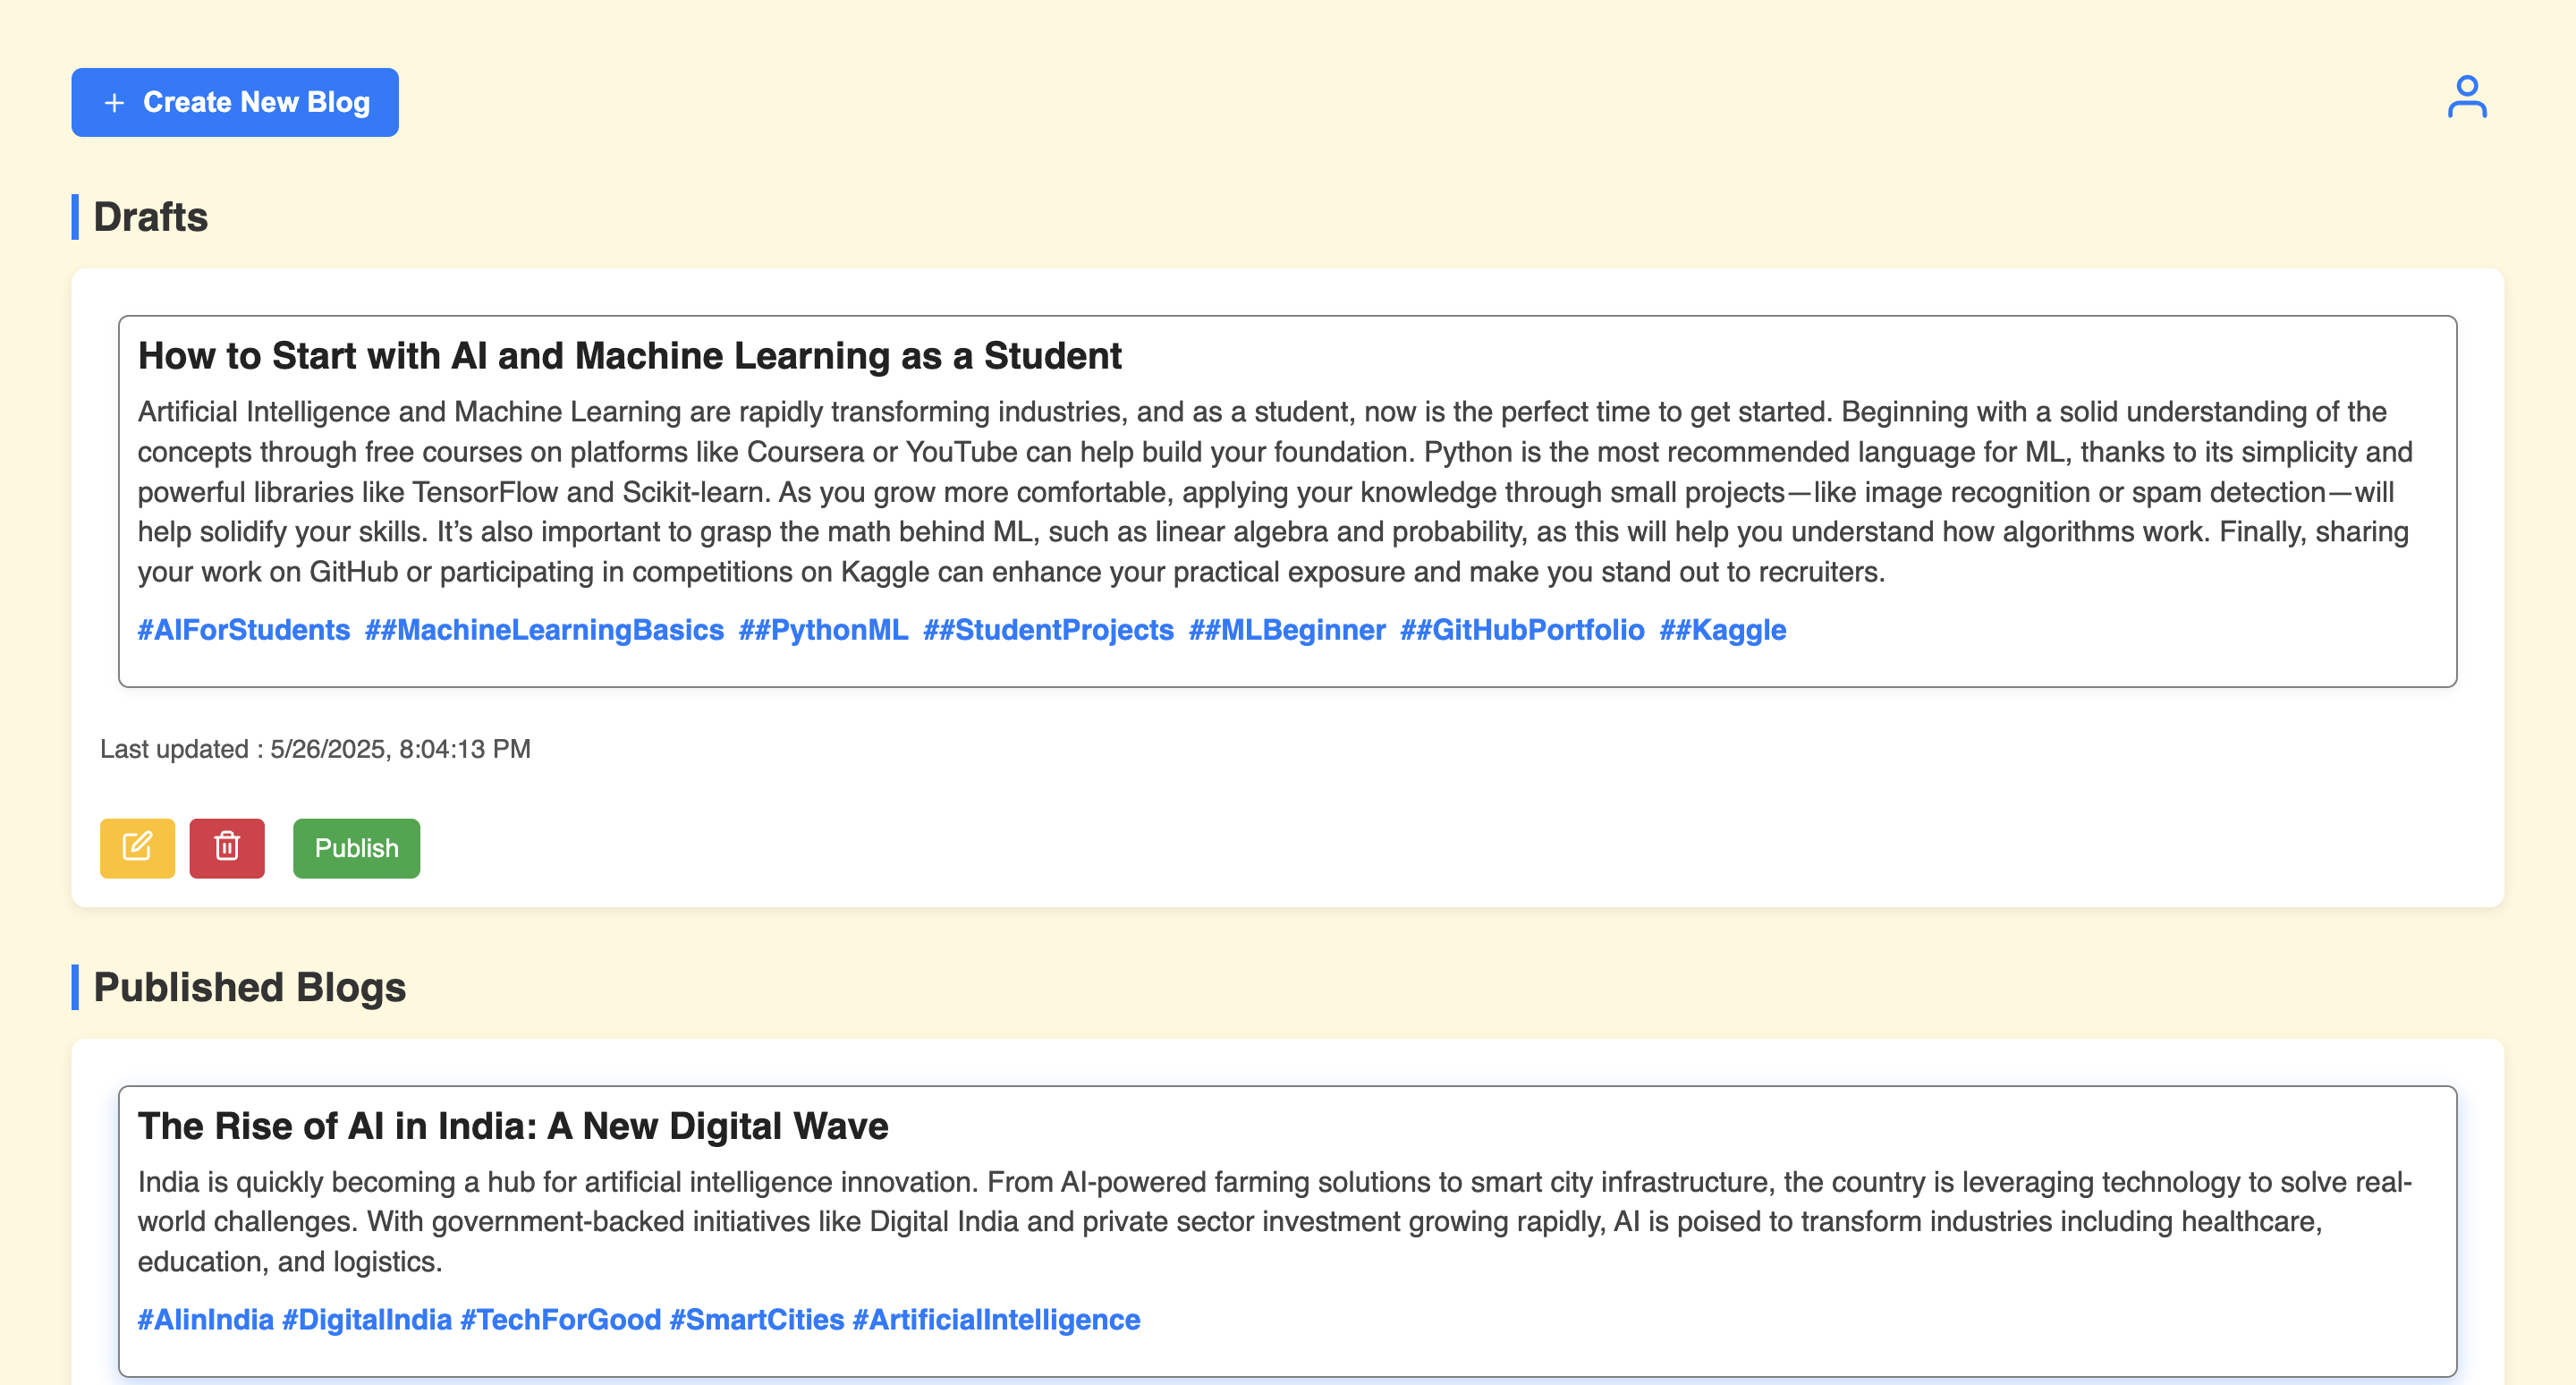 + Create New Blog
Drafts
How to Start with AI and Machine Learning as a Student
Artificial Intelligence and Machine Learning are rapidly transforming industries, and as a student, now is the perfect time to get started. Beginning with a solid understanding of the
concepts through free courses on platforms like Coursera or YouTube can help build your foundation. Python is the most recommended language for ML, thanks to its simplicity and
powerful libraries like TensorFlow and Scikit-learn. As you grow more comfortable, applying your knowledge through small projects—like image recognition or spam detection—will
help solidify your skills. It’s also important to grasp the math behind ML, such as linear algebra and probability, as this will help you understand how algorithms work. Finally, sharing
your work on GitHub or participating in competitions on Kaggle can enhance your practical exposure and make you stand out to recruiters.
#AIForStudents ##MachineLearningBasics ##PythonML ##StudentProjects ##MLBeginner ##GitHubPortfolio ##Kaggle
Last updated : 5/26/2025, 8:04:13 PM
Publish
Published Blogs
The Rise of AI in India: A New Digital Wave
India is quickly becoming a hub for artificial intelligence innovation. From AI-powered farming solutions to smart city infrastructure, the country is leveraging technology to solve real-
world challenges. With government-backed initiatives like Digital India and private sector investment growing rapidly, AI is poised to transform industries including healthcare,
education, and logistics.
#AIinIndia #DigitalIndia #TechForGood #SmartCities #ArtificialIntelligence